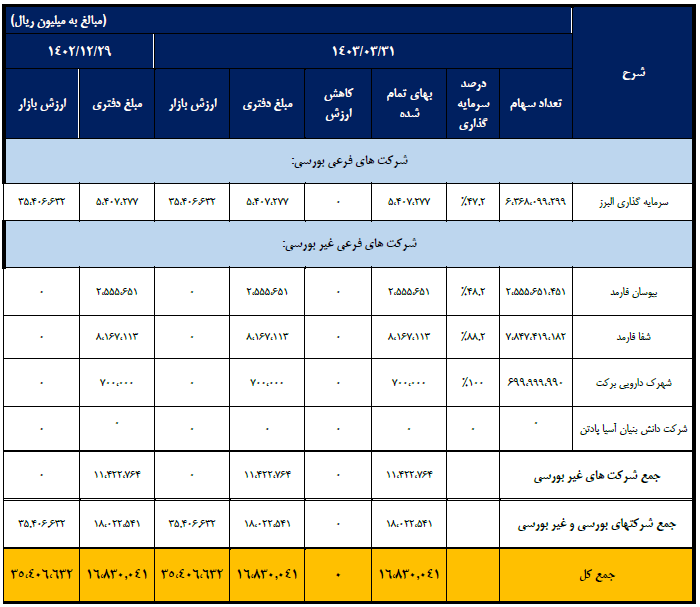 (مبالغ به میلیون ریال)
شرح ۱۴۰۳/۰۳/۳۱ ۱۴۰۲/۱۲/۲۹
تعداد سهام درصد سرمایه گذاری بهای تمام شده کاهش ارزش مبلغ دفتری ارزش بازار مبلغ دفتری ارزش بازار
شرکت های فرعی بورسی:
سرمایه گذاری البرز ۶،۳۶۸،۰۹۹،۲۹۹ ۴۷,۲٪ ۵،۴۰۷،۲۷۷ ۰ ۵،۴۰۷،۲۷۷ ۳۵،۴۰۶،۶۳۲ ۵،۴۰۷،۲۷۷ ۳۵،۴۰۶،۶۳۲
شرکت های فرعی غیر بورسی:
بیوسان فارمد ۲،۵۵۵،۶۵۱،۴۵۱ ۴۸,۲٪ ۲،۵۵۵،۶۵۱ ۰ ۲،۵۵۵،۶۵۱ ۰ ۲،۵۵۵،۶۵۱ ۰
شفا فارمد ۷،۸۴۷،۴۱۹،۱۸۲ ۸۸,۲٪ ۸،۱۶۷،۱۱۳ ۰ ۸،۱۶۷،۱۱۳ ۰ ۸،۱۶۷،۱۱۳ ۰
شهرک دارویی برکت ۶۹۹،۹۹۹،۹۹۰ ۱۰۰٪ ۷۰۰،۰۰۰ ۰ ۷۰۰،۰۰۰ ۰ ۷۰۰،۰۰۰ ۰
شرکت دانش بنیان آسیا پادتن ۰ ۰ ۰ ۰ ۰ ۰ ۰ ۰
جمع شرکت های غیر بورسی ۱۱،۴۲۲،۷۶۴ ۰ ۱۱،۴۲۲،۷۶۴ ۰ ۱۱،۴۲۲،۷۶۴ ۰
جمع شرکتهای بورسی و غیر بورسی ۱۸،۰۲۲،۵۴۱ ۰ ۱۸،۰۲۲،۵۴۱ ۳۵،۴۰۶،۶۳۲ ۱۸،۰۲۲،۵۴۱ ۳۵,۴۰۶,۶۳۲
جمع کل ۱۶،۸۳۰,۰۴۱ ۰ ۱۶،۸۳۰,۰۴۱ ۳۵،۴۰۶،۶۳۲ ۱۶،۸۳۰,۰۴۱ ۳۵،۴۰۶،۶۳۲